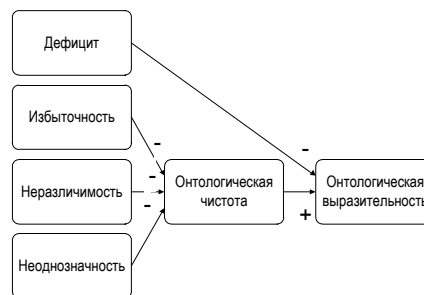 Дефицит
Избыточность
Неразличимость
Неоднозначность
Онтологическая
чистота
Онтологическая
выразительность
-
-
-
-
+